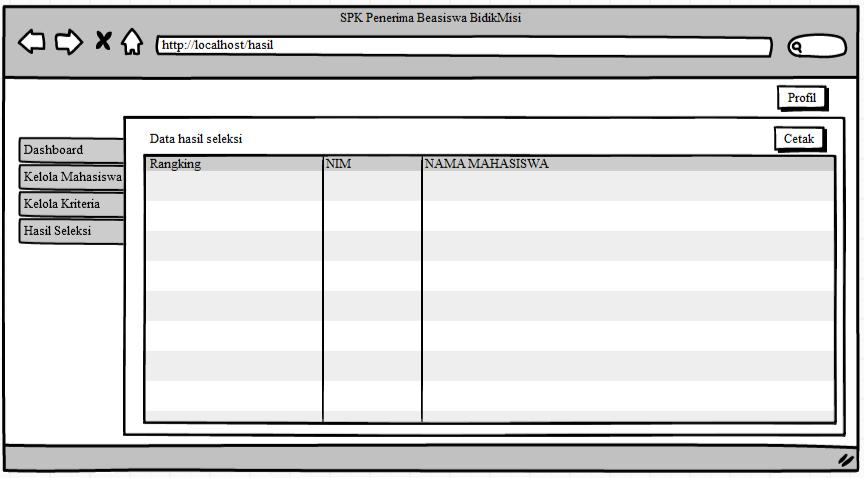 SPK Penerima Beasiswa BidikMisi
http://localhost/hasil
Profil
Dashboard
Kelola Mahasiswa
Kelola Kriteria
Hasil Seleksi
Data hasil seleksi
Cetak
Rangking NIM NAMA MAHASISWA